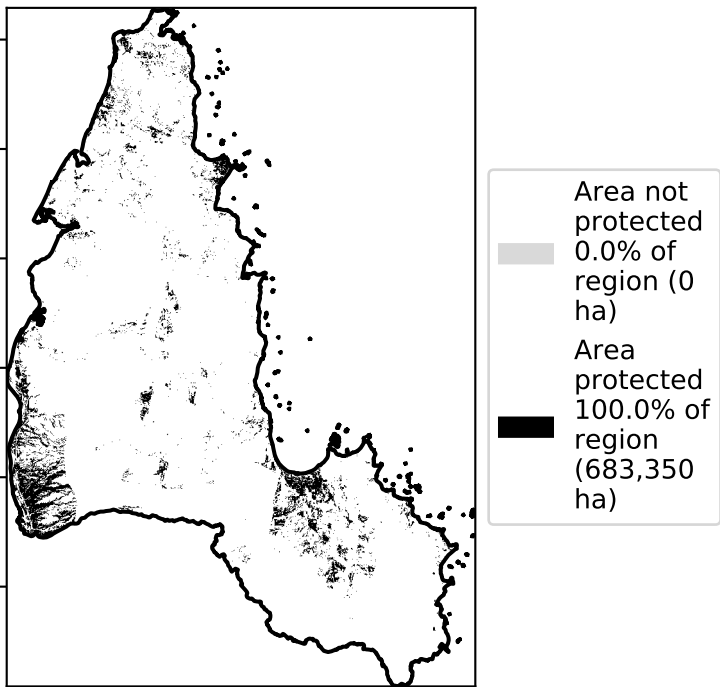 Area not
protected
0.0% of
region (0
ha)
Area
protected
100.0% of
region
(683,350
ha)